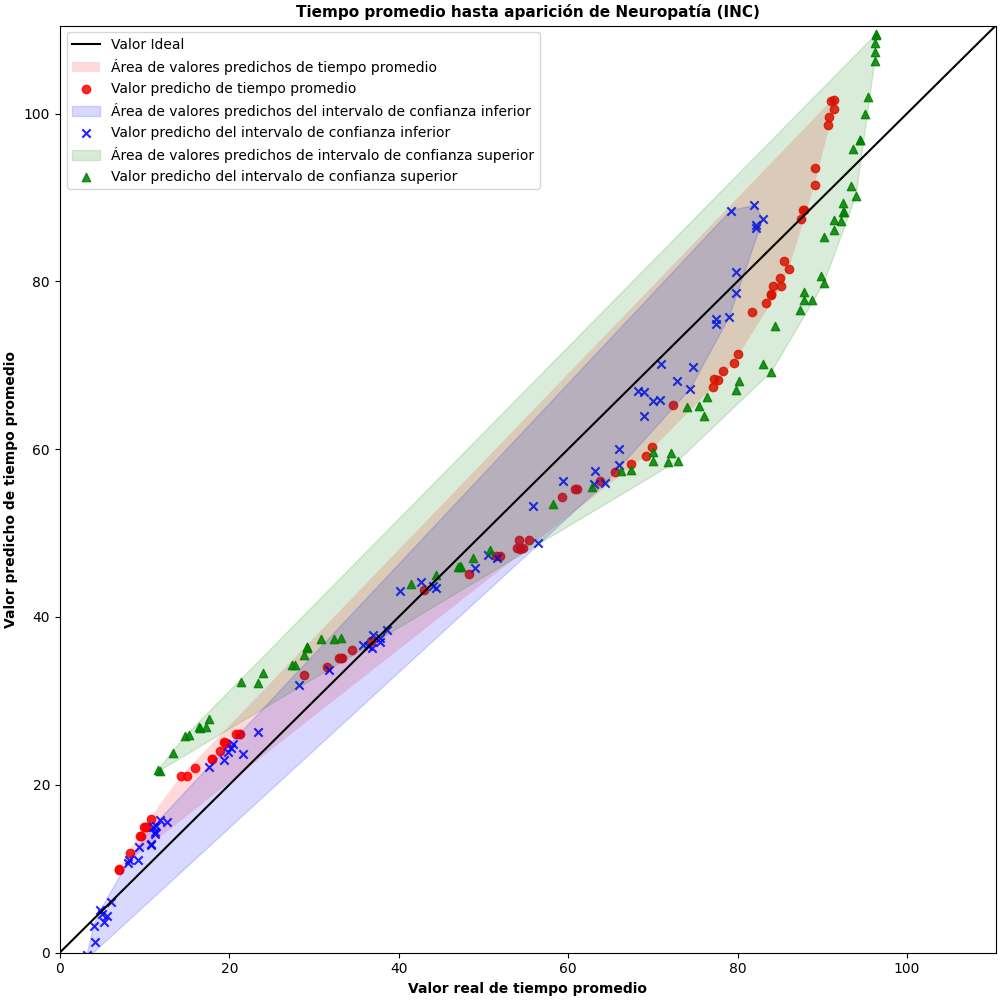 Tiempo promedio hasta aparición de Neuropatía (INC)
Valor Ideal
Área de valores predichos de tiempo promedio
Valor predicho de tiempo promedio
Área de valores predichos del intervalo de confianza inferior
Valor predicho del intervalo de confianza inferior
Área de valores predichos de intervalo de confianza superior
Valor predicho del intervalo de confianza superior
Valor predicho de tiempo promedio
100
80
60
40
20
0
0 20 40 60 80 100
Valor real de tiempo promedio